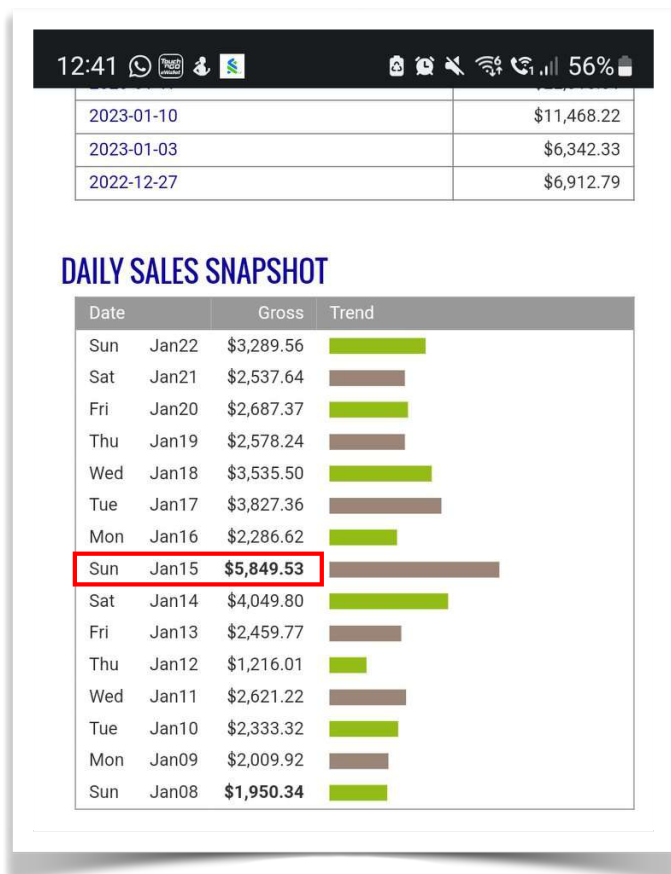 12:41 56%
2023-01-10 $11,468.22
2023-01-03 $6,342.33
2022-12-27 $6,912.79
DAILY SALES SNAPSHOT
Date Gross Trend
Sun Jan22 $3,289.56
Sat Jan21 $2,537.64
Fri Jan20 $2,687.37
Thu Jan19 $2,578.24
Wed Jan18 $3,535.50
Tue Jan17 $3,827.36
Mon Jan16 $2,286.62
Sun Jan15 $5,849.53
Sat Jan14 $4,049.80
Fri Jan13 $2,459.77
Thu Jan12 $1,216.01
Wed Jan11 $2,621.22
Tue Jan10 $2,333.32
Mon Jan09 $2,009.92
Sun Jan08 $1,950.34